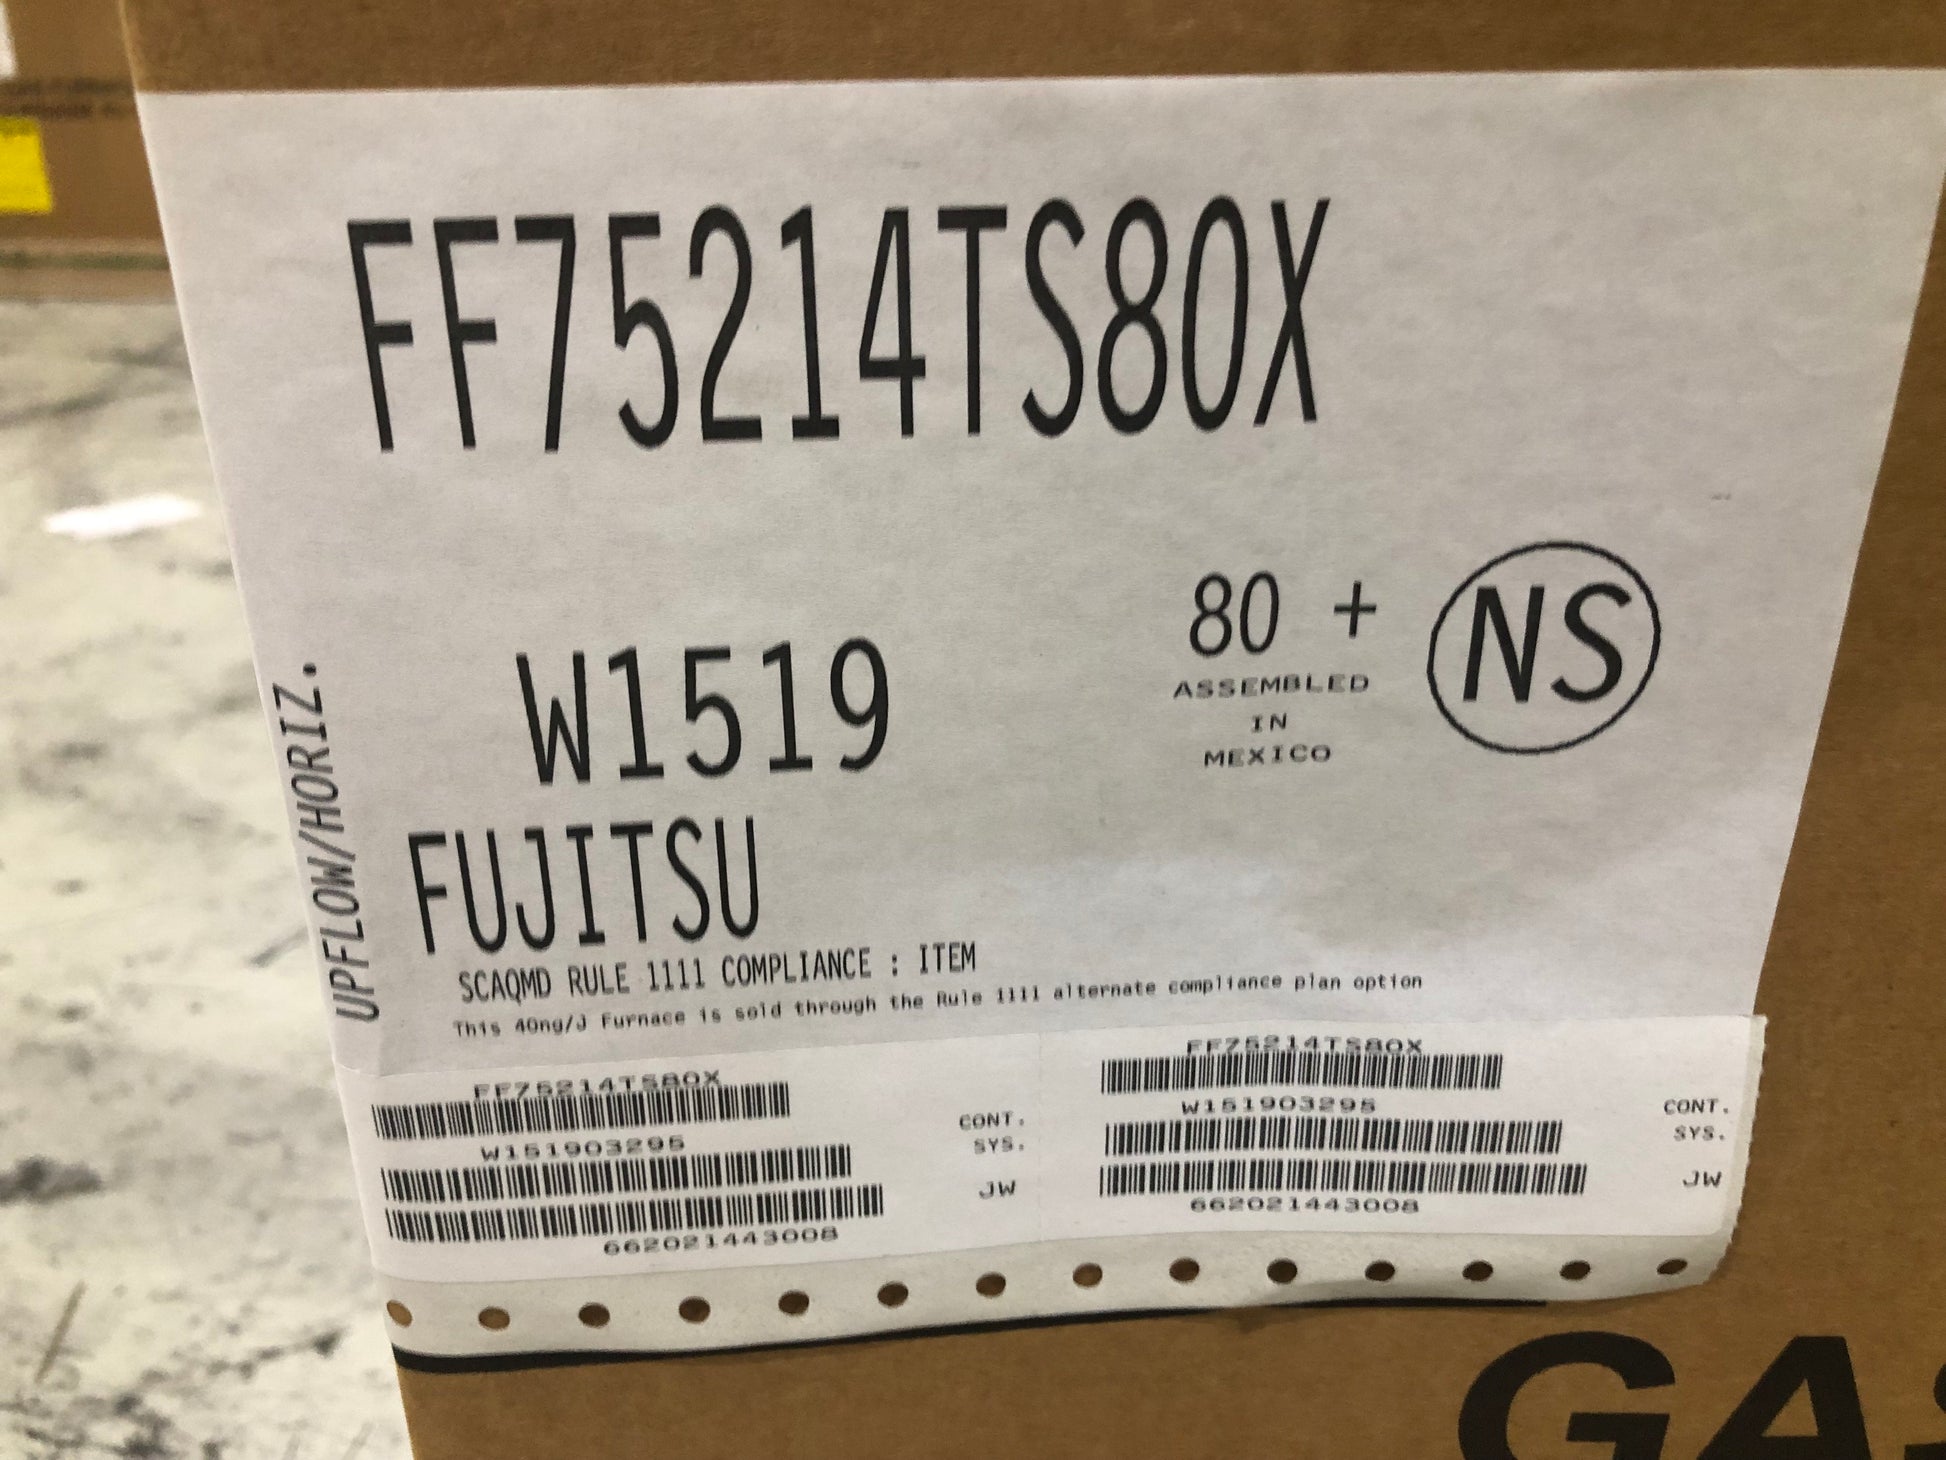 FF75214TS80X
80 +
NS
ASSEMBLED
IN
MEXICO
W1519
UPFLOW/HORIZ.
FUJITSU
SCAQMD RULE 1111 COMPLIANCE : ITEM
This 40ng/J Furnace is sold through the Rule 1111 alternate compliance plan option
FF75214TS80X
W151903295
662021443008
CONT.
SYS.
JW
FF75214TS80X
W151903295
662021443008
CONT.
SYS.
JW
GAS